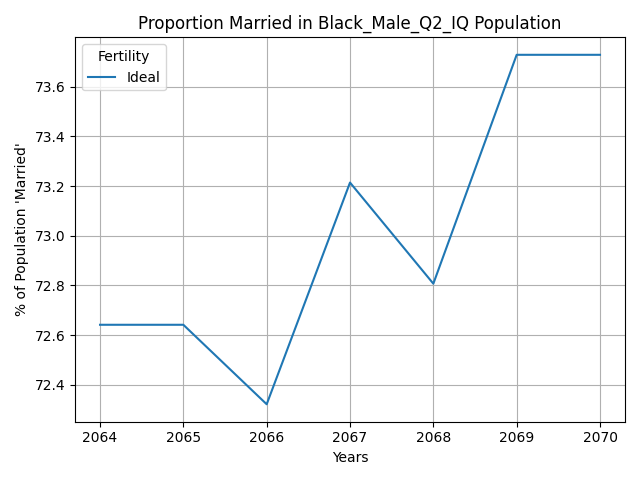 Proportion Married in Black_Male_Q2_IQ Population
Fertility
Ideal
% of Population 'Married'
73.6
73.4
73.2
73.0
72.8
72.6
72.4
2064 2065 2066 2067 2068 2069 2070
Years